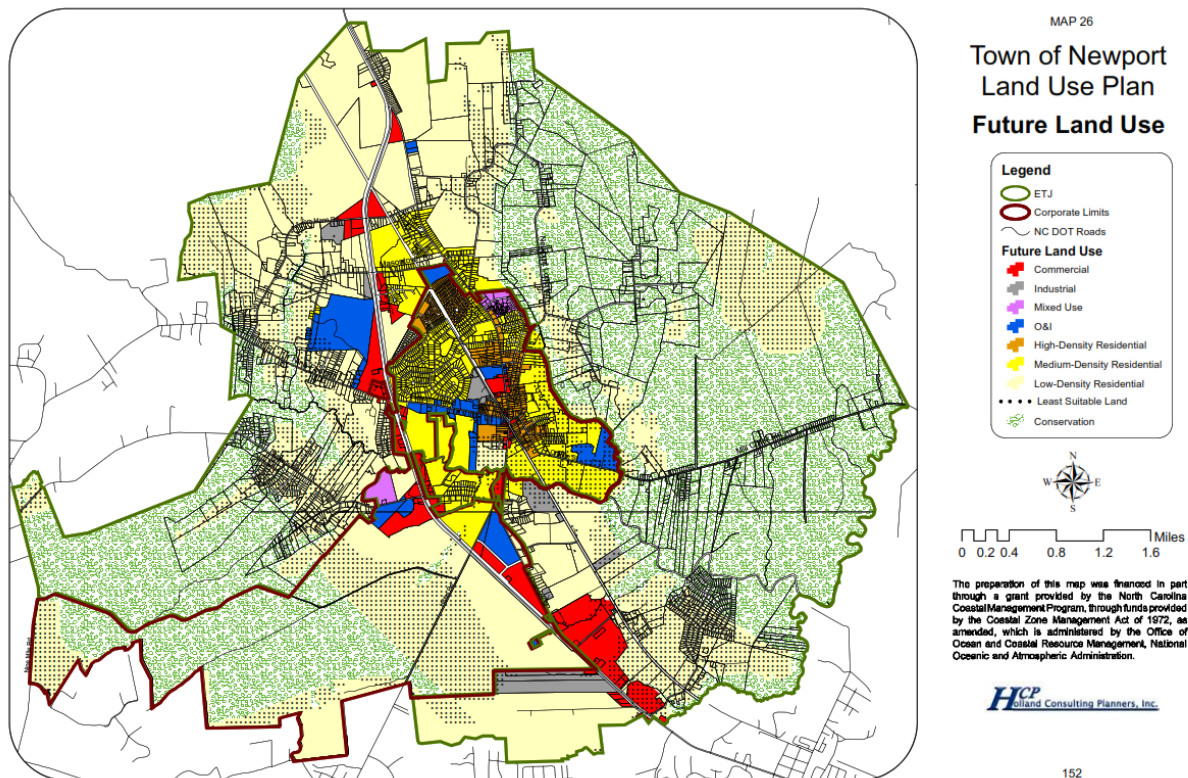 MAP 26
Town of Newport
Land Use Plan
Future Land Use
Legend
ETJ
Corporate Limits
NC DOT Roads
Future Land Use
Commercial
Industrial
Mixed Use
O&I
High-Density Residential
Medium-Density Residential
Low-Density Residential
Least Suitable Land
Conservation
N
W E
S
Miles
0 0.2 0.4 0.8 1.2 1.6
The preparation of this map was financed in part
through a grant provided by the North Carolina
Coastal Management Program, through funds provided
by the Coastal Zone Management Act of 1972, as
amended, which is administered by the Office of
Ocean and Coastal Resource Management, National
Oceanic and Atmospheric Administration.
HCP
Holland Consulting Planners, Inc.
152